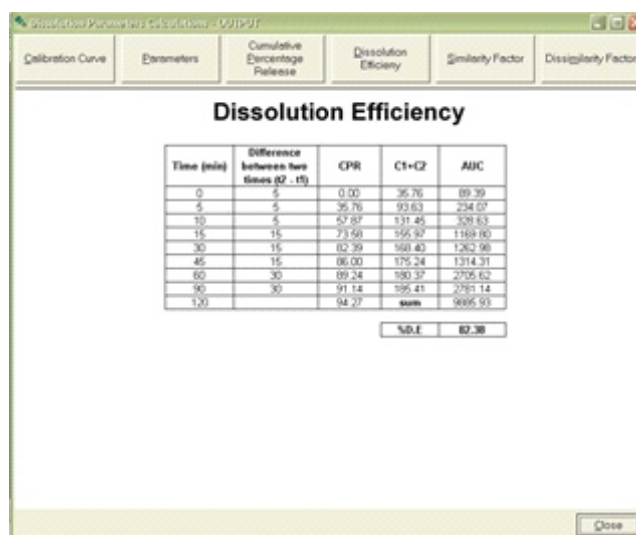 Dissolution Parameters Calculations - OUTPUT
Calibration Curve
Parameters
Cumulative
Percentage
Release
Dissolution
Efficieny
Similarity Factor
Dissimilarity Factor
Dissolution Efficiency
Time (min) Difference between two times (t2 - t1) CPR C1+C2 AUC
0 5 0.00 35.76 89.39
5 5 35.76 93.63 234.07
10 5 57.87 131.45 328.63
15 15 73.58 155.97 1169.80
30 15 82.39 168.40 1262.98
45 15 86.00 175.24 1314.31
60 30 89.24 180.37 2705.62
90 30 91.14 185.41 2781.14
120 94.27 sum 9885.93
%D.E 82.38
Close